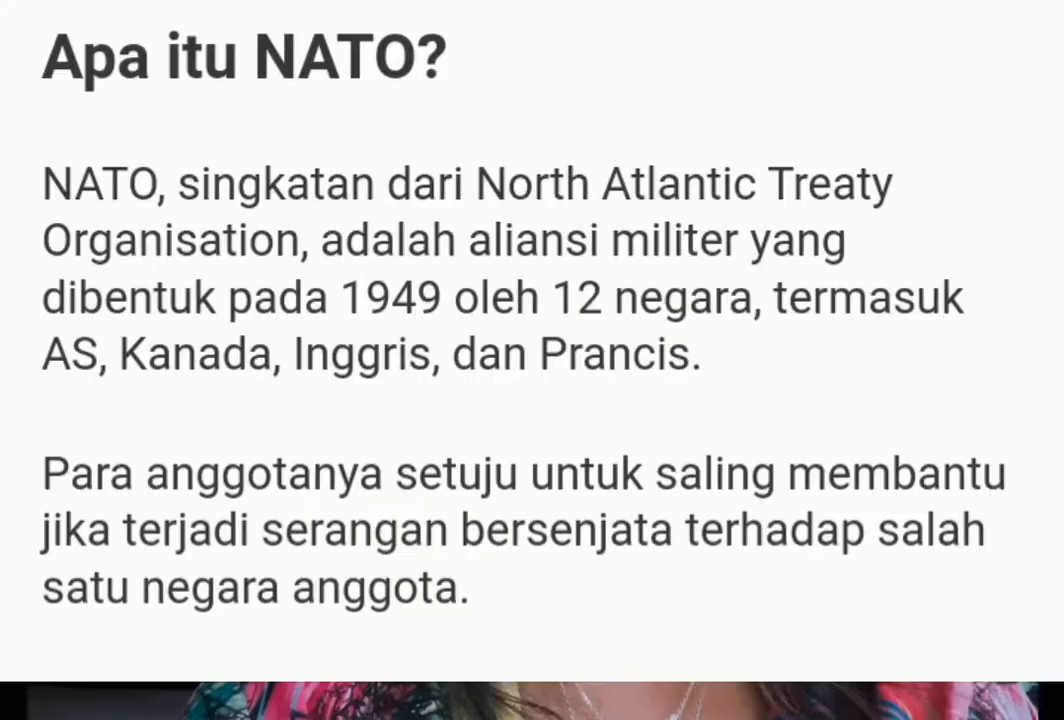 Apa itu NATO?
NATO, singkatan dari North Atlantic Treaty
Organisation, adalah aliansi militer yang
dibentuk pada 1949 oleh 12 negara, termasuk
AS, Kanada, Inggris, dan Prancis.
Para anggotanya setuju untuk saling membantu
jika terjadi serangan bersenjata terhadap salah
satu negara anggota.